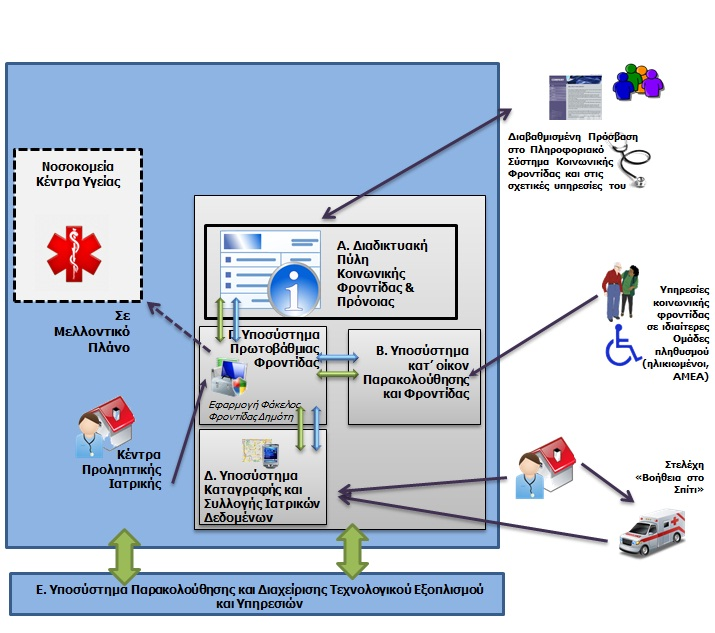 Διαβαθμισμένη Πρόσβαση
στο Πληροφοριακό
Σύστημα Κοινωνικής
Φροντίδας και στις
σχετικές υπηρεσίες του
Νοσοκομεία
Κέντρα Υγείας
Σε
Μελλοντικό
Πλάνο
Α. Διαδικτυακή
Πύλη
Κοινωνικής
Φροντίδας &
Πρόνοιας
Γ. Υποσύστημα
Πρωτοβάθμιας
Φροντίδας
Εφαρμογή Φάκελος
Φροντίδας Δημότη
Β. Υποσύστημα
κατ΄ οίκον
Παρακολούθησης
και Φροντίδας
Υπηρεσίες
κοινωνικής
φροντίδας
σε ιδιαίτερες
Ομάδες
πληθυσμού
(ηλικιωμένοι,
ΑΜΕΑ)
Κέντρα
Προληπτικής
Ιατρικής
Δ. Υποσύστημα
Καταγραφής και
Συλλογής Ιατρικών
Δεδομένων
Στελέχη
«Βοήθεια στο
Σπίτι»
Ε. Υποσύστημα Παρακολούθησης και Διαχείρισης Τεχνολογικού Εξοπλισμού
και Υπηρεσιών